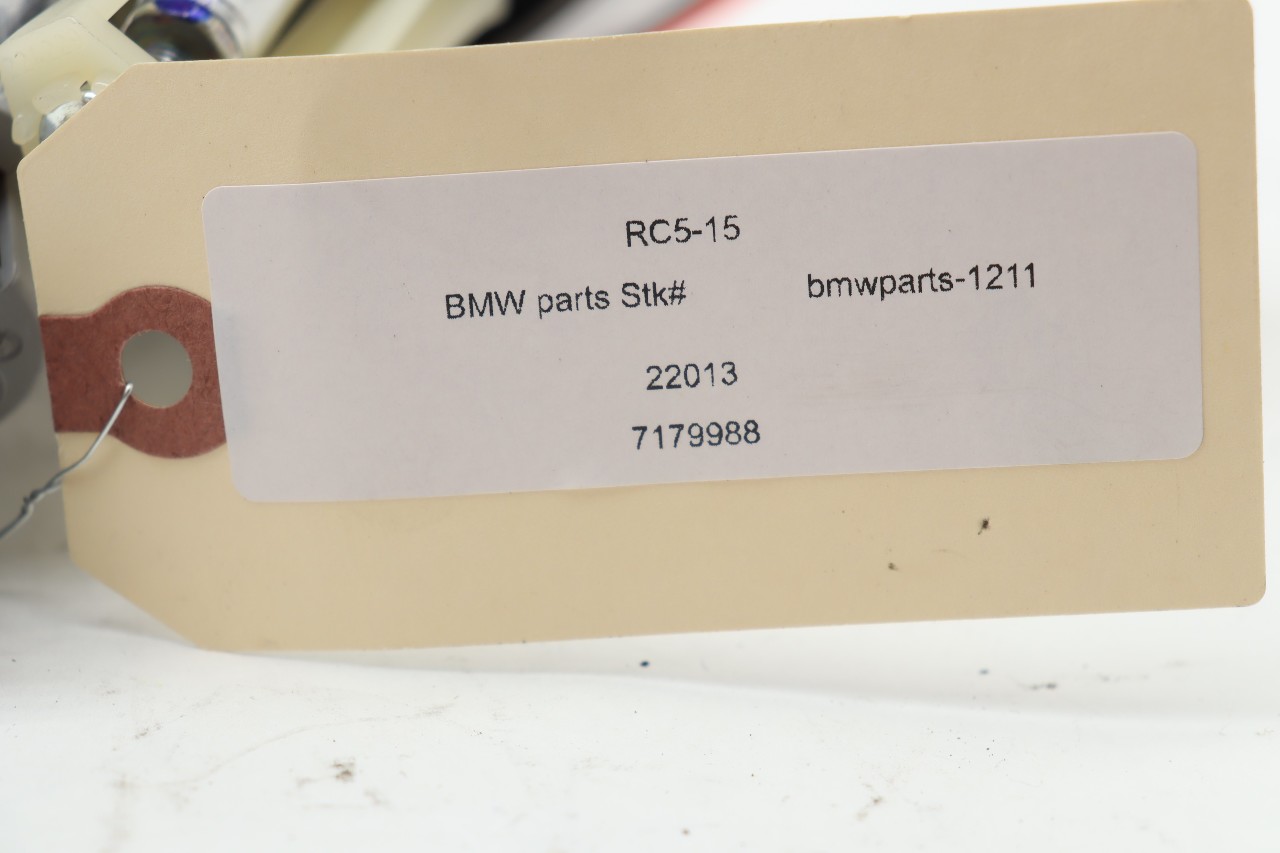 RC5-15
BMW parts Stk# bmwparts-1211
22013
7179988